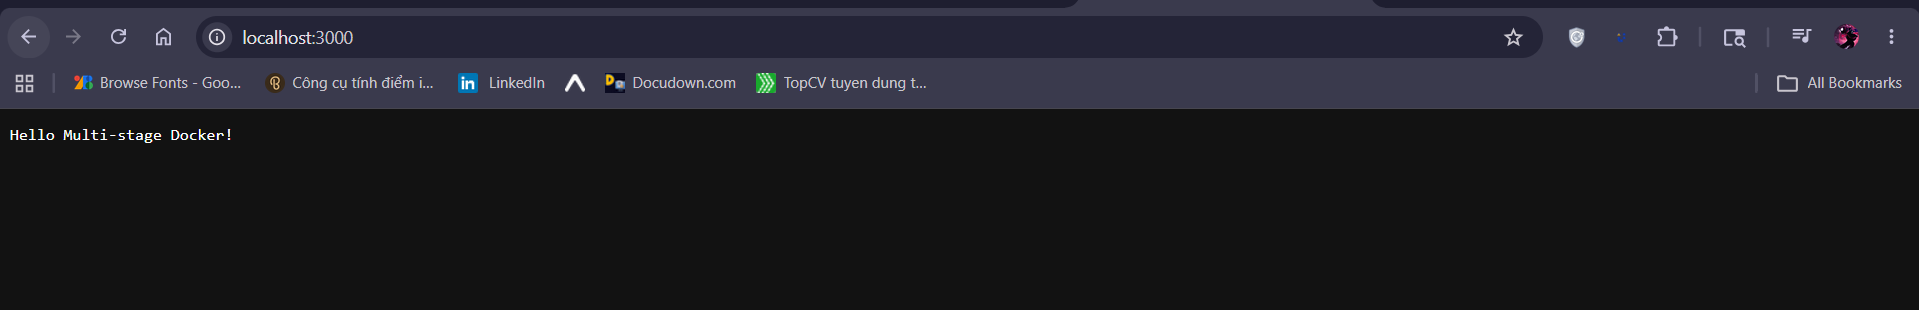 localhost:3000
Browse Fonts - Goo...
Công cụ tính điểm i...
in LinkedIn
Docudown.com
TopCV tuyen dung t...
All Bookmarks
Hello Multi-stage Docker!